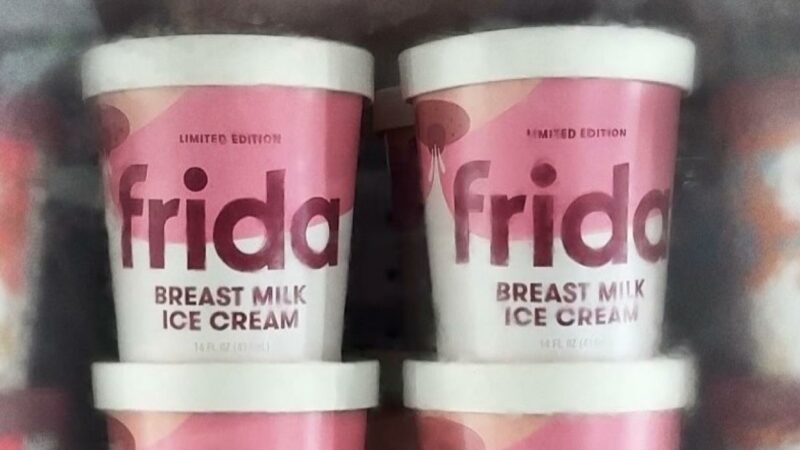 LIMITED EDITION
frida
BREAST MILK
ICE CREAM
LIMITED EDITION
frida
BREAST MILK
ICE CREAM